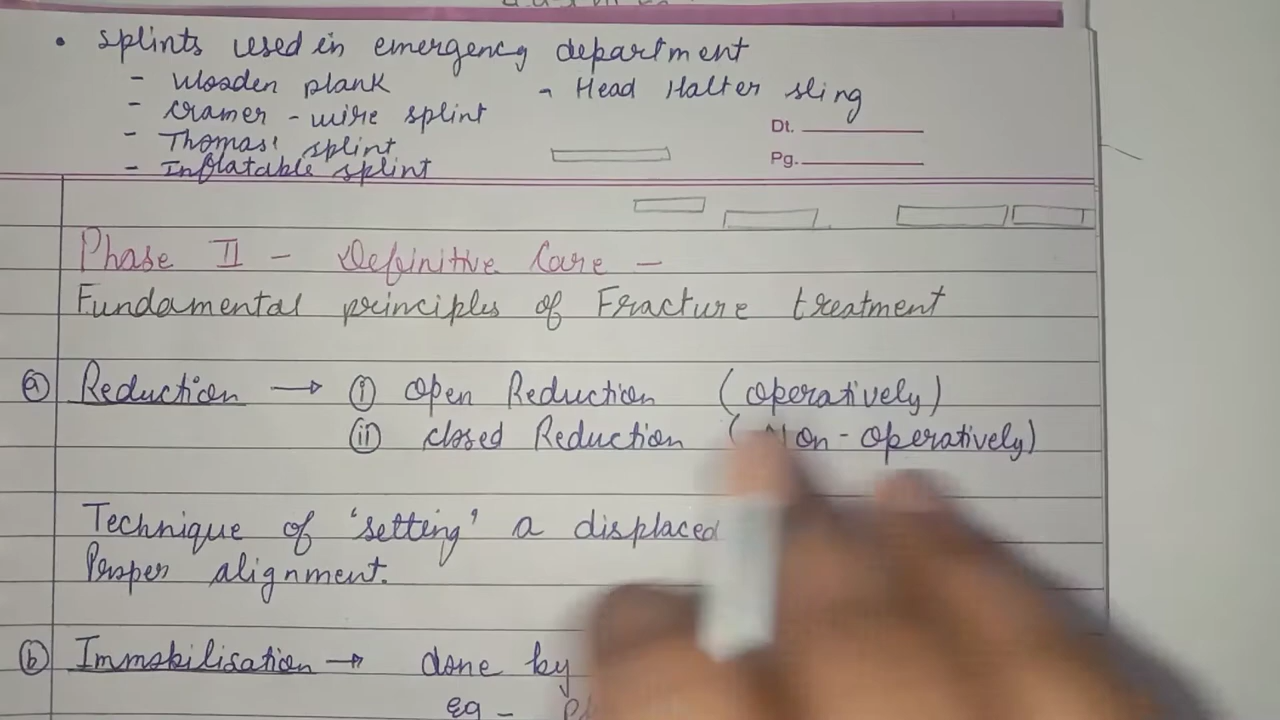 • splints used in emergency department
- wooden plank
- Head Halter sling
- cramer - wire splint
- Thomas' splint
- Inflatable splint
Dt.
Pg.
Phase II - Definitive Care -
Fundamental principles of Fracture treatment
(a) Reduction → (i) open Reduction (operatively)
(ii) closed Reduction (Non - operatively)
Technique of 'setting' a displaced
Proper alignment.
(b) Immobilisation → done by
eg -